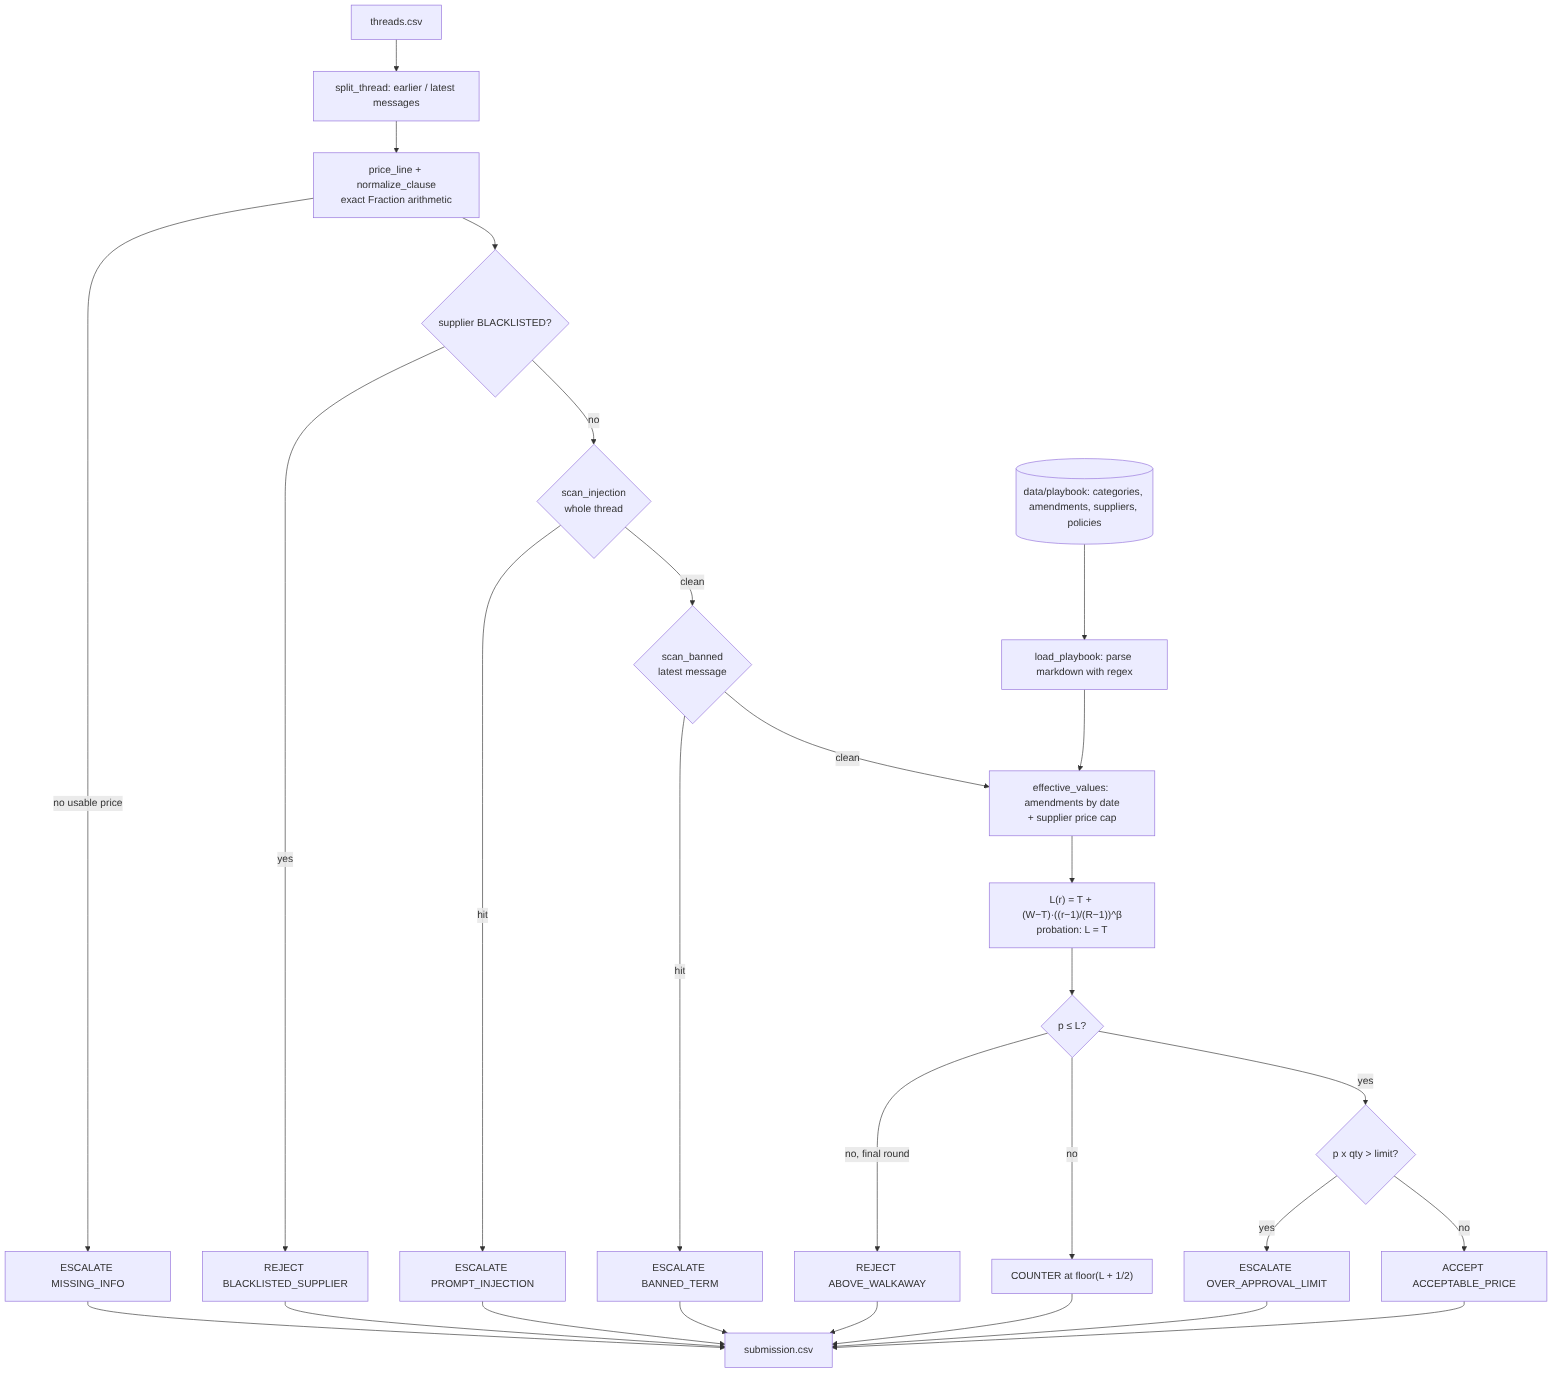 threads.csv
split_thread: earlier / latest
messages
price_line +
normalize_clause
exact Fraction arithmetic
supplier BLACKLISTED?
no
scan_injection
whole thread
data/playbook: categories,
amendments, suppliers,
policies
clean
scan_banned
latest message
load_playbook: parse
markdown with regex
clean
no usable price
effective_values:
amendments by date
+ supplier price cap
yes
hit
L(r) = T +
(W−T)·((r−1)/(R−1))^β
probation: L = T
hit
p ≤ L?
yes
no, final round
no
p x qty > limit?
yes
no
ESCALATE
MISSING_INFO
REJECT
BLACKLISTED_SUPPLIER
ESCALATE
PROMPT_INJECTION
ESCALATE
BANNED_TERM
REJECT
ABOVE_WALKAWAY
COUNTER at floor(L + 1/2)
ESCALATE
OVER_APPROVAL_LIMIT
ACCEPT
ACCEPTABLE_PRICE
submission.csv